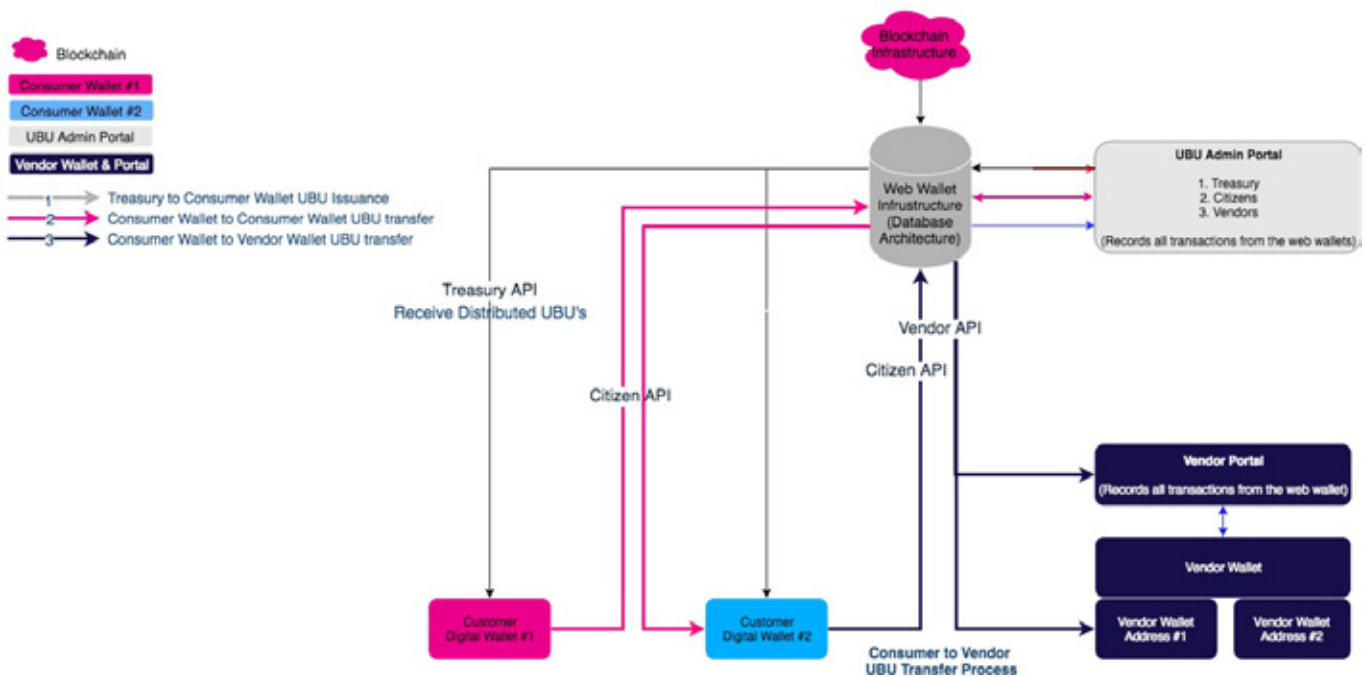 Blockchain
Consumer Wallet #1
Consumer Wallet #2
UBU Admin Portal
Vendor Wallet & Portal
1
Treasury to Consumer Wallet UBU Issuance
2
Consumer Wallet to Consumer Wallet UBU transfer
3
Consumer Wallet to Vendor Wallet UBU transfer
Blockchain
Infrastructure
Web Wallet
Infrustructure
(Database
Architecture)
UBU Admin Portal
1. Treasury
2. Citizens
3. Vendors
(Records all transactions from the web wallets)
Treasury API
Receive Distributed UBU's
Citizen API
Vendor API
Citizen API
Vendor Portal
(Records all transactions from the web wallet)
Vendor Wallet
Vendor Wallet
Address #1
Vendor Wallet
Address #2
Customer
Digital Wallet #1
Customer
Digital Wallet #2
Consumer to Vendor
UBU Transfer Process